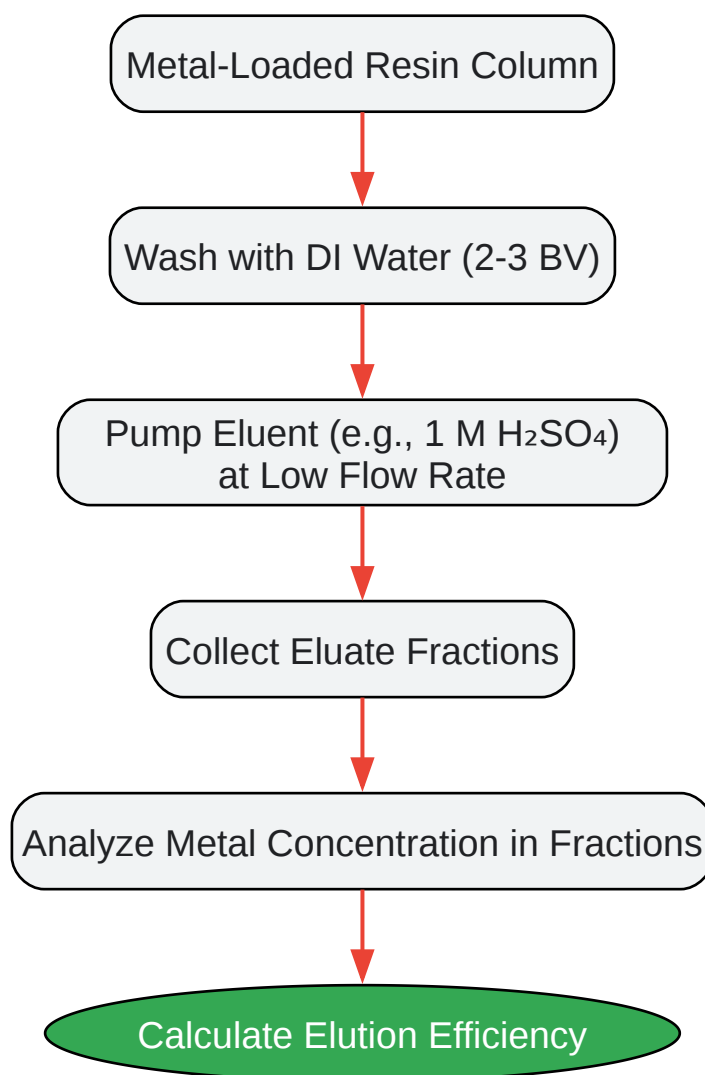 Metal-Loaded Resin Column
Wash with DI Water (2-3 BV)
Pump Eluent (e.g., 1 M H₂SO₄)
at Low Flow Rate
Collect Eluate Fractions
Analyze Metal Concentration in Fractions
Calculate Elution Efficiency